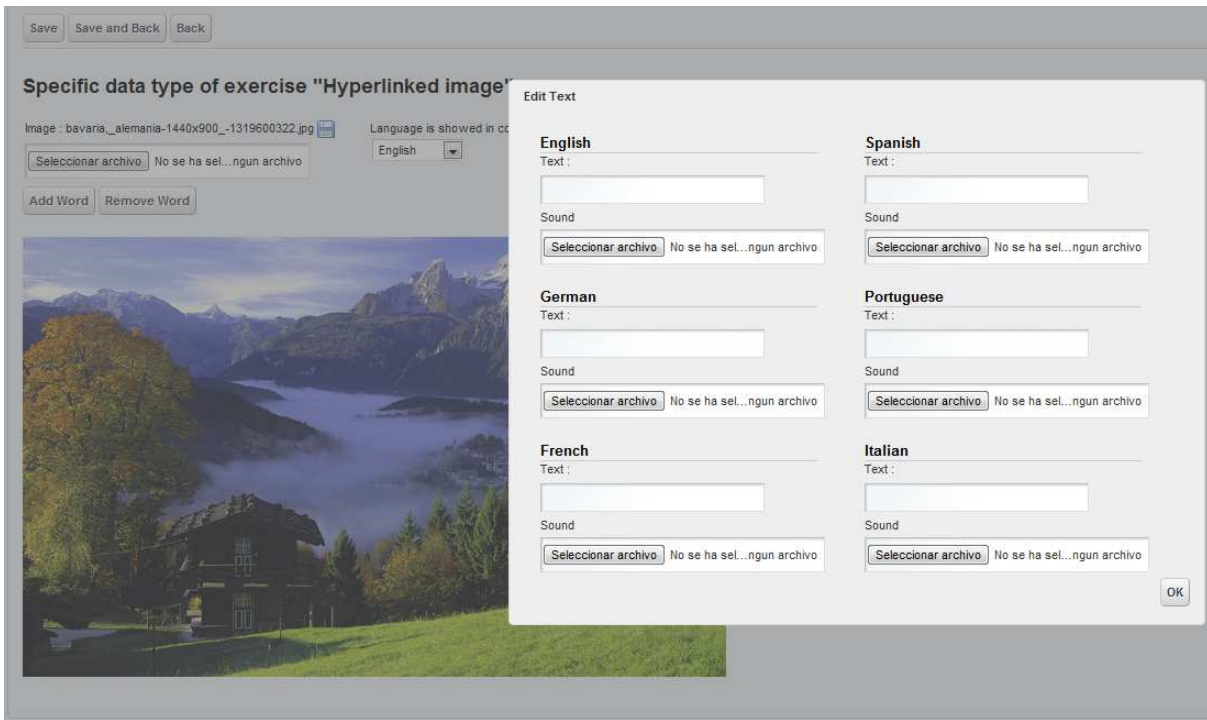 Save Save and Back Back
Specific data type of exercise "Hyperlinked image"
Image : bavaria,_alemania-1440x900_-1319600322.jpg
Language is showed in co
Seleccionar archivo No se ha sel...ngun archivo
English
Add Word Remove Word
Edit Text
English
Text :
Sound
Seleccionar archivo No se ha sel...ngun archivo
Spanish
Text :
Sound
Seleccionar archivo No se ha sel...ngun archivo
German
Text :
Sound
Seleccionar archivo No se ha sel...ngun archivo
Portuguese
Text :
Sound
Seleccionar archivo No se ha sel...ngun archivo
French
Text :
Sound
Seleccionar archivo No se ha sel...ngun archivo
Italian
Text :
Sound
Seleccionar archivo No se ha sel...ngun archivo
OK